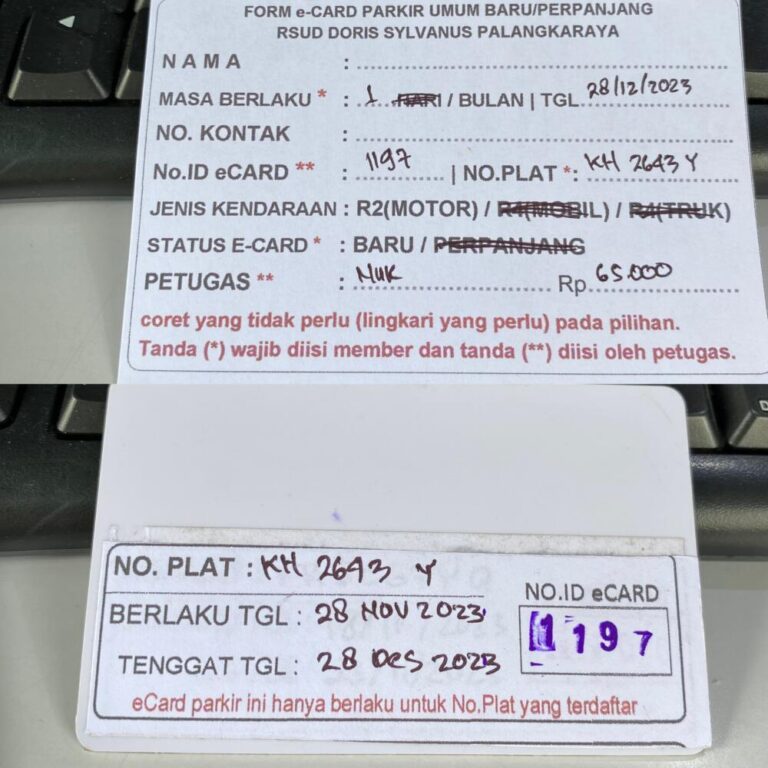 FORM e-CARD PARKIR UMUM BARU/PERPANJANG
RSUD DORIS SYLVANUS PALANGKARAYA
NAMA :
MASA BERLAKU * : 1 HARI / BULAN | TGL 28/12/2023
NO. KONTAK :
No.ID eCARD ** : 1197 | NO.PLAT *: KH 2643 Y
JENIS KENDARAAN : R2(MOTOR) / R4(MOBIL) / R4(TRUK)
STATUS E-CARD * : BARU / PERPANJANG
PETUGAS ** : MUK Rp. 65.000
coret yang tidak perlu (lingkari yang perlu) pada pilihan.
Tanda (*) wajib diisi member dan tanda (**) diisi oleh petugas.
NO. PLAT : KH 2643 Y
NO.ID eCARD
BERLAKU TGL : 28 NOV 2023
1197
TENGGAT TGL : 28 DES 2023
eCard parkir ini hanya berlaku untuk No.Plat yang terdaftar